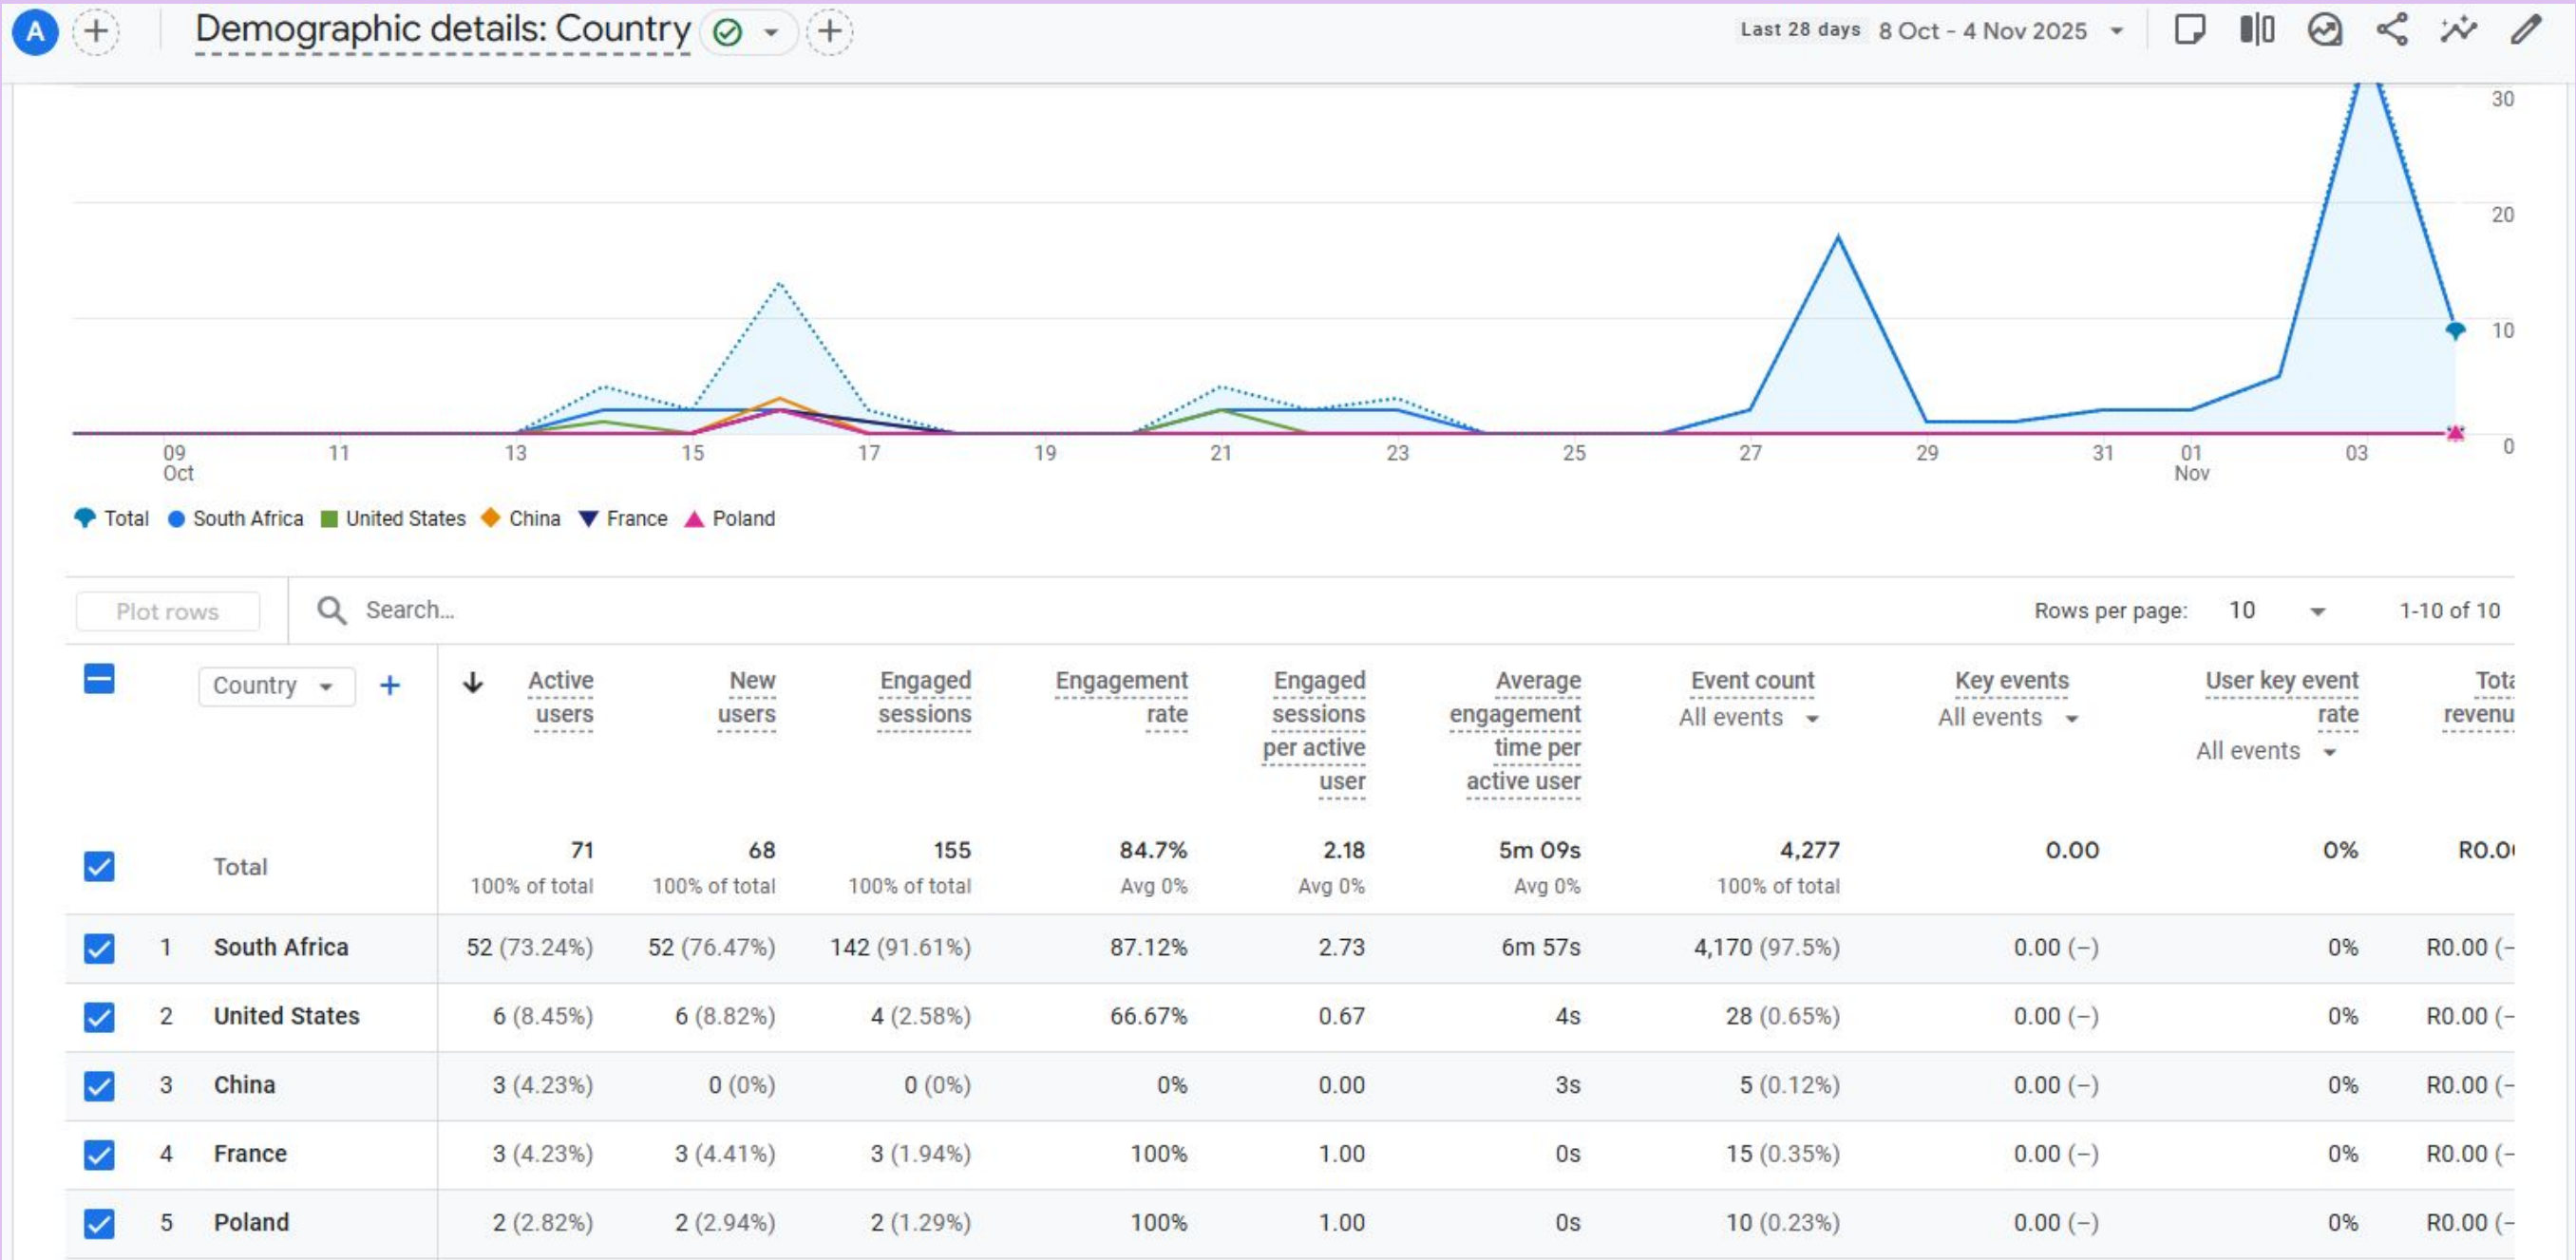 A
Demographic details: Country
Last 28 days 8 Oct - 4 Nov 2025
30
20
10
0
09 11 13 15 17 19 21 23 25 27 29 31 01 03
Oct Nov
Total South Africa United States China France Poland
Plot rows Search... Rows per page: 10 1-10 of 10
Country + Active users New users Engaged sessions Engagement rate Engaged sessions per active user Average engagement time per active user Event count All events Key events All events User key event rate All events Tota revenu
Total 71 68 155 84.7% 2.18 5m 09s 4,277 0.00 0% R0.0
100% of total 100% of total 100% of total Avg 0% Avg 0% Avg 0% 100% of total
1 South Africa 52 (73.24%) 52 (76.47%) 142 (91.61%) 87.12% 2.73 6m 57s 4,170 (97.5%) 0.00 (–) 0% R0.00 (–
2 United States 6 (8.45%) 6 (8.82%) 4 (2.58%) 66.67% 0.67 4s 28 (0.65%) 0.00 (–) 0% R0.00 (–
3 China 3 (4.23%) 0 (0%) 0 (0%) 0% 0.00 3s 5 (0.12%) 0.00 (–) 0% R0.00 (–
4 France 3 (4.23%) 3 (4.41%) 3 (1.94%) 100% 1.00 0s 15 (0.35%) 0.00 (–) 0% R0.00 (–
5 Poland 2 (2.82%) 2 (2.94%) 2 (1.29%) 100% 1.00 0s 10 (0.23%) 0.00 (–) 0% R0.00 (–